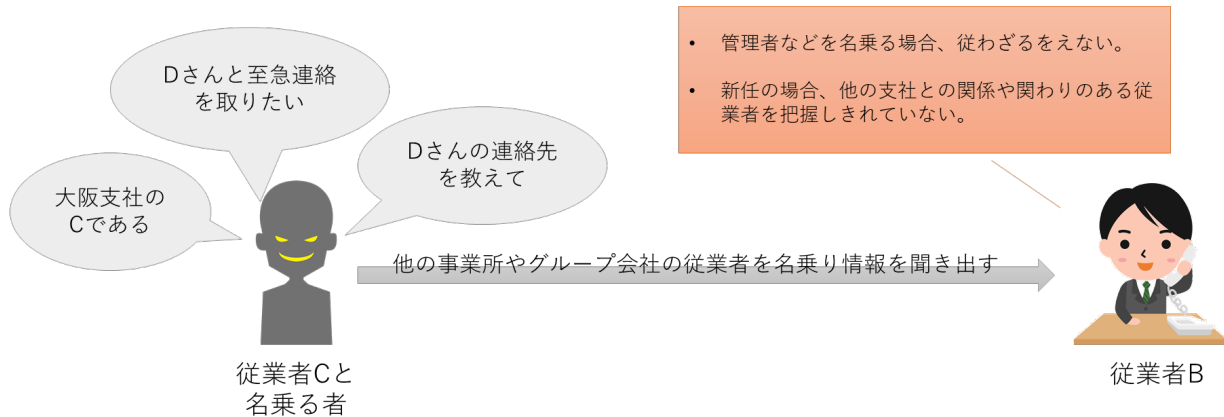 Dさんと至急連絡
を取りたい
Dさんの連絡先
を教えて
大阪支社の
Cである
• 管理者などを名乗る場合、従わざるをえない。
• 新任の場合、他の支社との関係や関わりのある従
業者を把握しきれていない。
他の事業所やグループ会社の従業者を名乗り情報を聞き出す
従業者Cと
名乗る者
従業者B